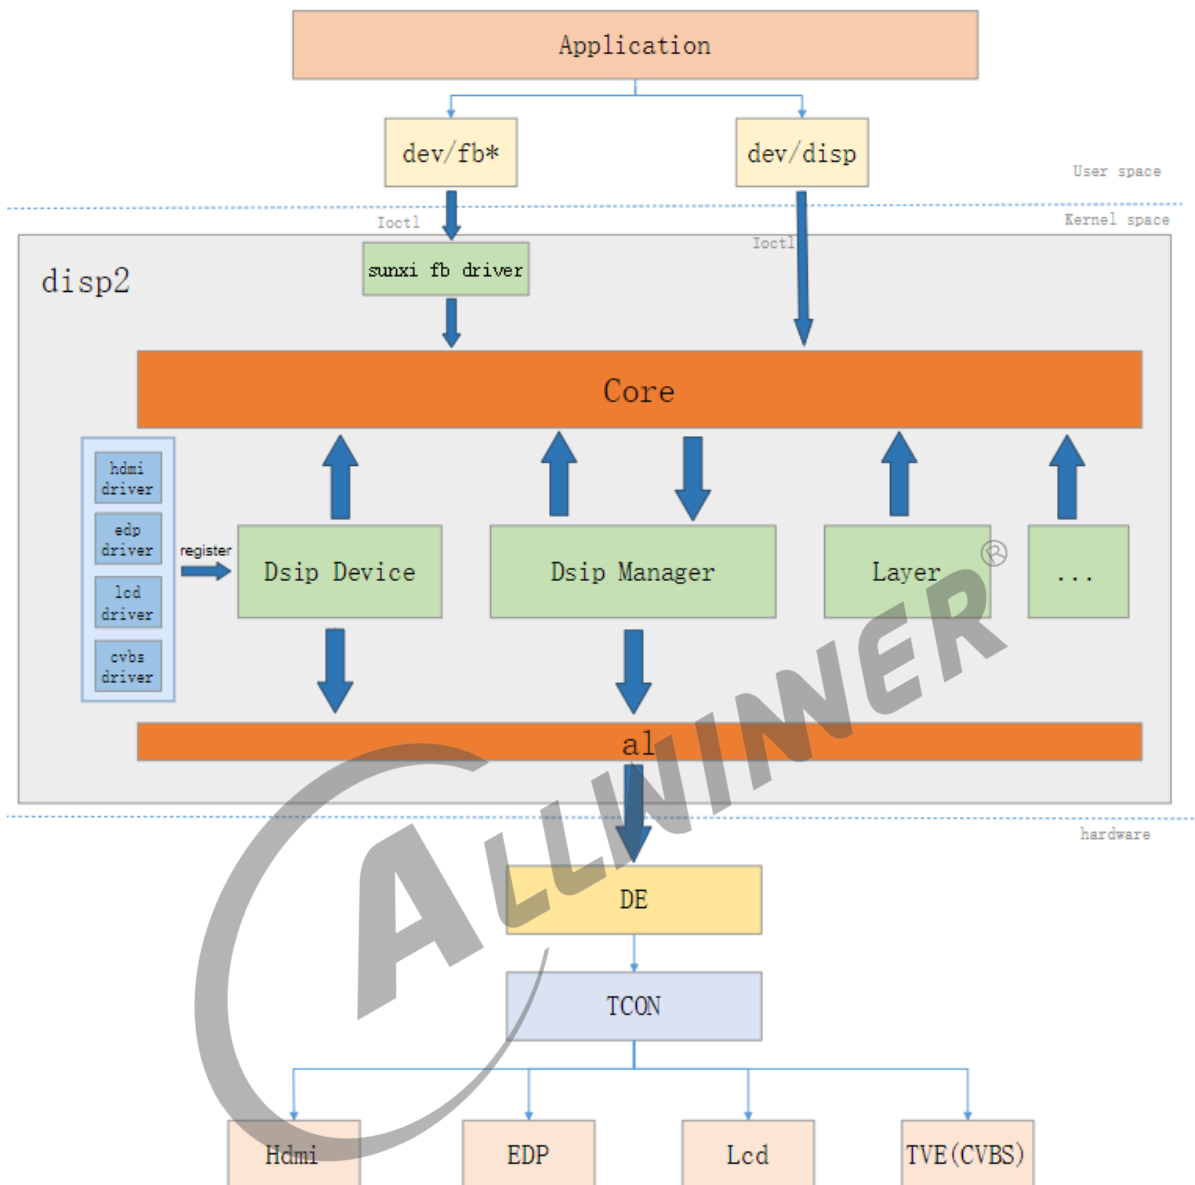 Application
dev/fb*
dev/disp
User space
Ioctl
Kernel space
Ioctl
sunxi fb driver
disp2
Core
hdmi
driver
edp
driver
register
lcd
driver
cvbs
driver
Dsip Device
Dsip Manager
Layer
...
al
ALLWINNER®
hardware
DE
TCON
Hdmi
EDP
Lcd
TVE(CVBS)